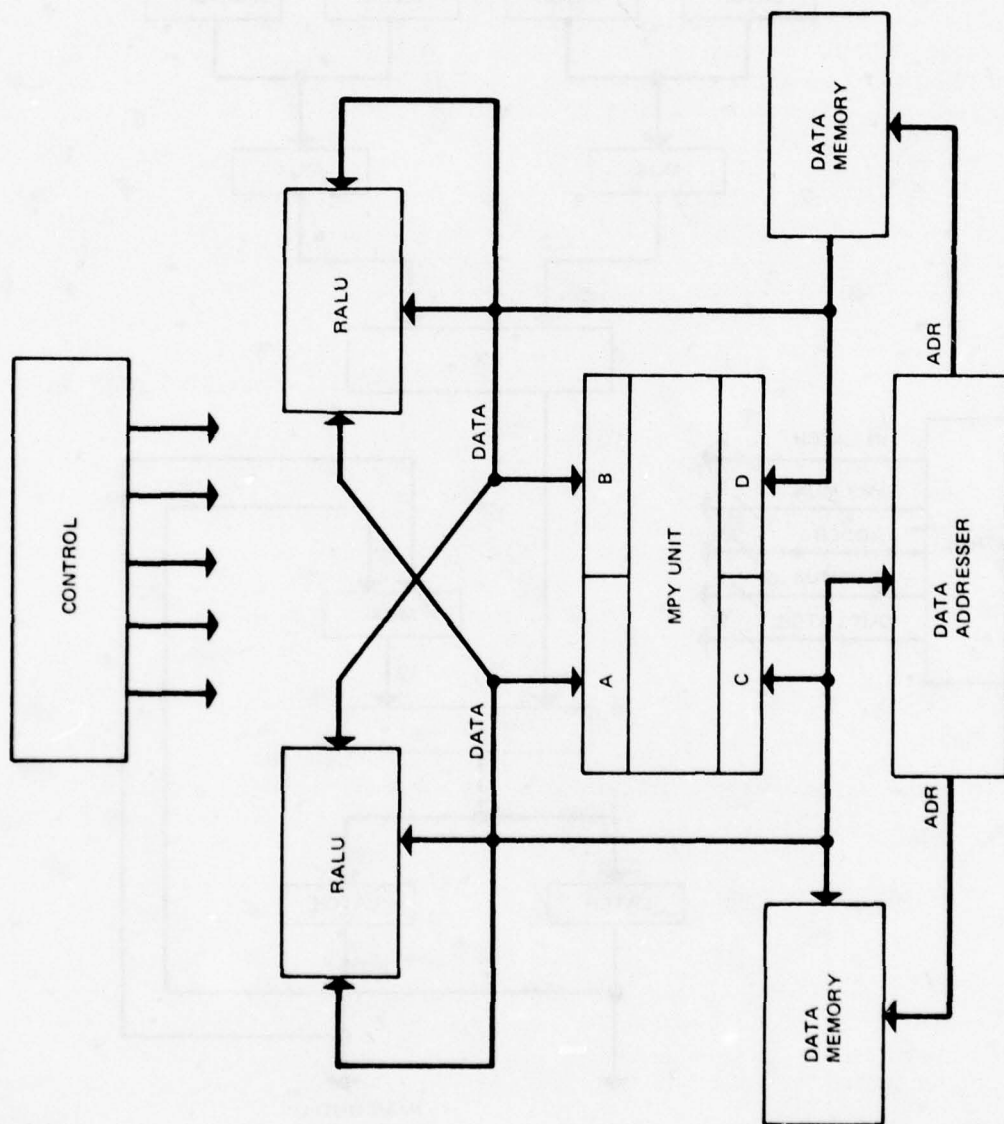 CONTROL
RALU
RALU
DATA
DATA
A
B
MPY UNIT
C
D
DATA
MEMORY
DATA
MEMORY
ADR
ADR
DATA
ADDRESSER